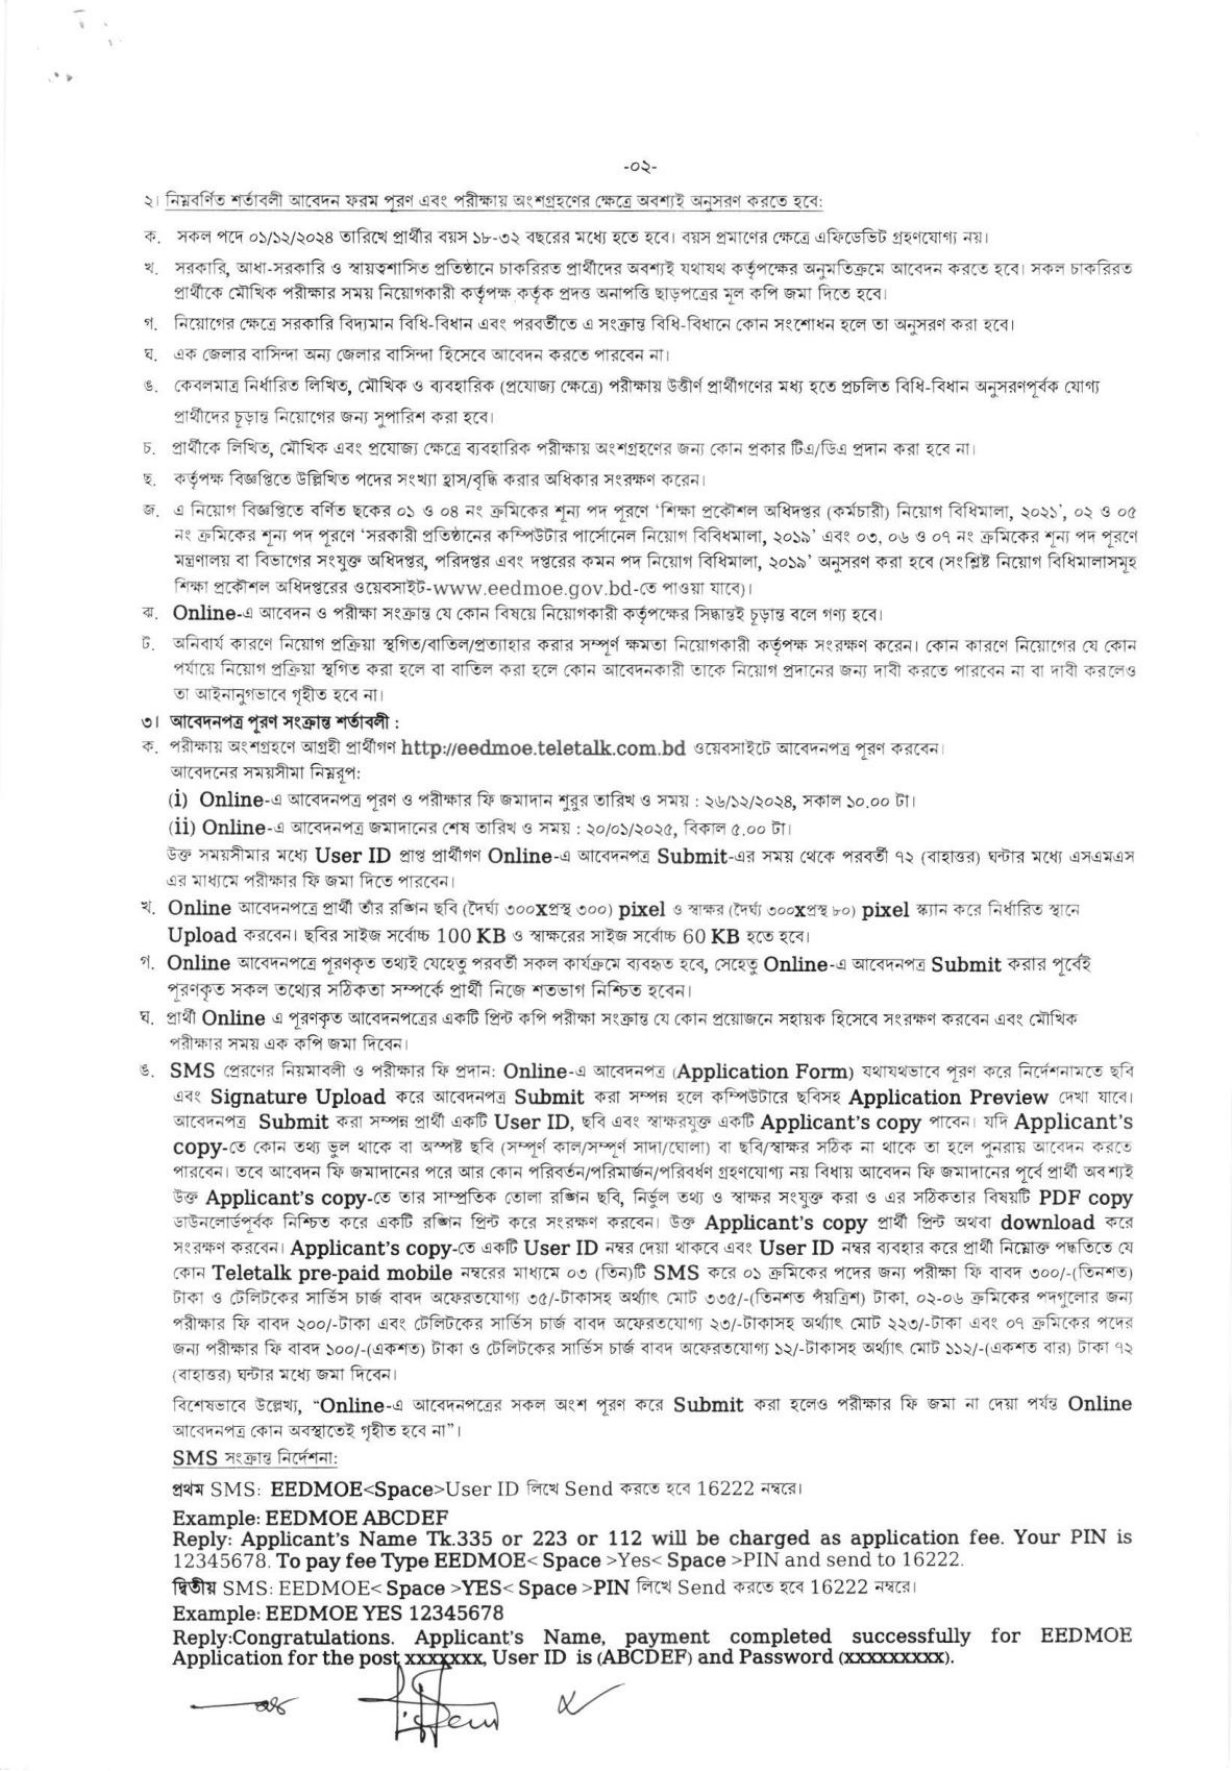 -০২-
২। নিম্নবর্ণিত শর্তাবলী আবেদন ফরম পূরণ এবং পরীক্ষায় অংশগ্রহণের ক্ষেত্রে অবশ্যই অনুসরণ করতে হবে:
ক. সকল পদে ০১/১২/২০২৪ তারিখে প্রার্থীর বয়স ১৮-৩২ বছরের মধ্যে হতে হবে। বয়স প্রমাণের ক্ষেত্রে এফিডেভিট গ্রহণযোগ্য নয়।
খ. সরকারি, আধা-সরকারি ও স্বায়ত্বশাসিত প্রতিষ্ঠানে চাকরিরত প্রার্থীদের অবশ্যই যথাযথ কর্তৃপক্ষের অনুমতিক্রমে আবেদন করতে হবে। সকল চাকরিরত
প্রার্থীকে মৌখিক পরীক্ষার সময় নিয়োগকারী কর্তৃপক্ষ কর্তৃক প্রদত্ত অনাপত্তি ছাড়পত্রের মূল কপি জমা দিতে হবে।
গ. নিয়োগের ক্ষেত্রে সরকারি বিদ্যমান বিধি-বিধান এবং পরবর্তীতে এ সংক্রান্ত বিধি-বিধানে কোন সংশোধন হলে তা অনুসরণ করা হবে।
ঘ. এক জেলার বাসিন্দা অন্য জেলার বাসিন্দা হিসেবে আবেদন করতে পারবেন না।
ঙ. কেবলমাত্র নির্ধারিত লিখিত, মৌখিক ও ব্যবহারিক (প্রযোজ্য ক্ষেত্রে) পরীক্ষায় উত্তীর্ণ প্রার্থীগণের মধ্য হতে প্রচলিত বিধি-বিধান অনুসরণপূর্বক যোগ্য
প্রার্থীদের চূড়ান্ত নিয়োগের জন্য সুপারিশ করা হবে।
চ. প্রার্থীকে লিখিত, মৌখিক এবং প্রযোজ্য ক্ষেত্রে ব্যবহারিক পরীক্ষায় অংশগ্রহণের জন্য কোন প্রকার টিএ/ডিএ প্রদান করা হবে না।
ছ. কর্তৃপক্ষ বিজ্ঞপ্তিতে উল্লিখিত পদের সংখ্যা হ্রাস/বৃদ্ধি করার অধিকার সংরক্ষণ করেন।
জ. এ নিয়োগ বিজ্ঞপ্তিতে বর্ণিত ছকের ০১ ও ০৪ নং ক্রমিকের শূন্য পদ পূরণে ‘শিক্ষা প্রকৌশল অধিদপ্তর (কর্মচারী) নিয়োগ বিধিমালা, ২০২১’, ০২ ও ০৫
নং ক্রমিকের শূন্য পদ পূরণে ‘সরকারী প্রতিষ্ঠানের কম্পিউটার পার্সোনেল নিয়োগ বিবিধমালা, ২০১৯’ এবং ০৩, ০৬ ও ০৭ নং ক্রমিকের শূন্য পদ পূরণে
মন্ত্রণালয় বা বিভাগের সংযুক্ত অধিদপ্তর, পরিদপ্তর এবং দপ্তরের কমন পদ নিয়োগ বিধিমালা, ২০১৯’ অনুসরণ করা হবে (সংশ্লিষ্ট নিয়োগ বিধিমালাসমূহ
শিক্ষা প্রকৌশল অধিদপ্তরের ওয়েবসাইট-www.eedmoe.gov.bd-তে পাওয়া যাবে)।
ঝ. Online-এ আবেদন ও পরীক্ষা সংক্রান্ত যে কোন বিষয়ে নিয়োগকারী কর্তৃপক্ষের সিদ্ধান্তই চূড়ান্ত বলে গণ্য হবে।
ট. অনিবার্য কারণে নিয়োগ প্রক্রিয়া স্থগিত/বাতিল/প্রত্যাহার করার সম্পূর্ণ ক্ষমতা নিয়োগকারী কর্তৃপক্ষ সংরক্ষণ করেন। কোন কারণে নিয়োগের যে কোন
পর্যায়ে নিয়োগ প্রক্রিয়া স্থগিত করা হলে বা বাতিল করা হলে কোন আবেদনকারী তাকে নিয়োগ প্রদানের জন্য দাবী করতে পারবেন না বা দাবী করলেও
তা আইনানুগভাবে গৃহীত হবে না।
৩। আবেদনপত্র পূরণ সংক্রান্ত শর্তাবলী :
ক. পরীক্ষায় অংশগ্রহণে আগ্রহী প্রার্থীগণ http://eedmoe.teletalk.com.bd ওয়েবসাইটে আবেদনপত্র পূরণ করবেন।
আবেদনের সময়সীমা নিম্নরূপ:
(i) Online-এ আবেদনপত্র পূরণ ও পরীক্ষার ফি জমাদান শুরুর তারিখ ও সময় : ২৬/১২/২০২৪, সকাল ১০.০০ টা।
(ii) Online-এ আবেদনপত্র জমাদানের শেষ তারিখ ও সময় : ২০/০১/২০২৫, বিকাল ৫.০০ টা।
উক্ত সময়সীমার মধ্যে User ID প্রাপ্ত প্রার্থীগণ Online-এ আবেদনপত্র Submit-এর সময় থেকে পরবর্তী ৭২ (বাহাত্তর) ঘন্টার মধ্যে এসএমএস
এর মাধ্যমে পরীক্ষার ফি জমা দিতে পারবেন।
খ. Online আবেদনপত্রে প্রার্থী তাঁর রঙ্গিন ছবি (দৈর্ঘ্য ৩০০xপ্রস্থ ৩০০) pixel ও স্বাক্ষর (দৈর্ঘ্য ৩০০xপ্রস্থ ৮০) pixel স্ক্যান করে নির্ধারিত স্থানে
Upload করবেন। ছবির সাইজ সর্বোচ্চ 100 KB ও স্বাক্ষরের সাইজ সর্বোচ্চ 60 KB হতে হবে।
গ. Online আবেদনপত্রে পূরণকৃত তথ্যই যেহেতু পরবর্তী সকল কার্যক্রমে ব্যবহৃত হবে, সেহেতু Online-এ আবেদনপত্র Submit করার পূর্বেই
পূরণকৃত সকল তথ্যের সঠিকতা সম্পর্কে প্রার্থী নিজে শতভাগ নিশ্চিত হবেন।
ঘ. প্রার্থী Online এ পূরণকৃত আবেদনপত্রের একটি প্রিন্ট কপি পরীক্ষা সংক্রান্ত যে কোন প্রয়োজনে সহায়ক হিসেবে সংরক্ষণ করবেন এবং মৌখিক
পরীক্ষার সময় এক কপি জমা দিবেন।
ঙ. SMS প্রেরণের নিয়মাবলী ও পরীক্ষার ফি প্রদান: Online-এ আবেদনপত্র (Application Form) যথাযথভাবে পূরণ করে নির্দেশনামতে ছবি
এবং Signature Upload করে আবেদনপত্র Submit করা সম্পন্ন হলে কম্পিউটারে ছবিসহ Application Preview দেখা যাবে।
আবেদনপত্র Submit করা সম্পন্ন প্রার্থী একটি User ID, ছবি এবং স্বাক্ষরযুক্ত একটি Applicant's copy পাবেন। যদি Applicant's
copy-তে কোন তথ্য ভুল থাকে বা অস্পষ্ট ছবি (সম্পূর্ণ কাল/সম্পূর্ণ সাদা/ঘোলা) বা ছবি/স্বাক্ষর সঠিক না থাকে তা হলে পুনরায় আবেদন করতে
পারবেন। তবে আবেদন ফি জমাদানের পরে আর কোন পরিবর্তন/পরিমার্জন/পরিবর্ধণ গ্রহণযোগ্য নয় বিধায় আবেদন ফি জমাদানের পূর্বে প্রার্থী অবশ্যই
উক্ত Applicant's copy-তে তার সাম্প্রতিক তোলা রঙ্গিন ছবি, নির্ভুল তথ্য ও স্বাক্ষর সংযুক্ত করা ও এর সঠিকতার বিষয়টি PDF copy
ডাউনলোর্ডপূর্বক নিশ্চিত করে একটি রঙ্গিন প্রিন্ট করে সংরক্ষণ করবেন। উক্ত Applicant's copy প্রার্থী প্রিন্ট অথবা download করে
সংরক্ষণ করবেন। Applicant's copy-তে একটি User ID নম্বর দেয়া থাকবে এবং User ID নম্বর ব্যবহার করে প্রার্থী নিম্নোক্ত পদ্ধতিতে যে
কোন Teletalk pre-paid mobile নম্বরের মাধ্যমে ০৩ (তিন)টি SMS করে ০১ ক্রমিকের পদের জন্য পরীক্ষা ফি বাবদ ৩০০/-(তিনশত)
টাকা ও টেলিটকের সার্ভিস চার্জ বাবদ অফেরতযোগ্য ৩৫/-টাকাসহ অর্থ্যাৎ মোট ৩৩৫/-(তিনশত পঁয়ত্রিশ) টাকা, ০২-০৬ ক্রমিকের পদগুলোর জন্য
পরীক্ষার ফি বাবদ ২০০/-টাকা এবং টেলিটকের সার্ভিস চার্জ বাবদ অফেরতযোগ্য ২৩/-টাকাসহ অর্থ্যাৎ মোট ২২৩/-টাকা এবং ০৭ ক্রমিকের পদের
জন্য পরীক্ষার ফি বাবদ ১০০/-(একশত) টাকা ও টেলিটকের সার্ভিস চার্জ বাবদ অফেরতযোগ্য ১২/-টাকাসহ অর্থ্যাৎ মোট ১১২/-(একশত বার) টাকা ৭২
(বাহাত্তর) ঘন্টার মধ্যে জমা দিবেন।
বিশেষভাবে উল্লেখ্য, “Online-এ আবেদনপত্রের সকল অংশ পূরণ করে Submit করা হলেও পরীক্ষার ফি জমা না দেয়া পর্যন্ত Online
আবেদনপত্র কোন অবস্থাতেই গৃহীত হবে না”।
SMS সংক্রান্ত নির্দেশনা:
প্রথম SMS: EEDMOE<Space>User ID লিখে Send করতে হবে 16222 নম্বরে।
Example: EEDMOE ABCDEF
Reply: Applicant's Name Tk.335 or 223 or 112 will be charged as application fee. Your PIN is
12345678. To pay fee Type EEDMOE< Space >Yes< Space >PIN and send to 16222.
দ্বিতীয় SMS: EEDMOE< Space >YES< Space >PIN লিখে Send করতে হবে 16222 নম্বরে।
Example: EEDMOE YES 12345678
Reply:Congratulations. Applicant's Name, payment completed successfully for EEDMOE
Application for the post xxxxxxx, User ID is (ABCDEF) and Password (xxxxxxxxx).